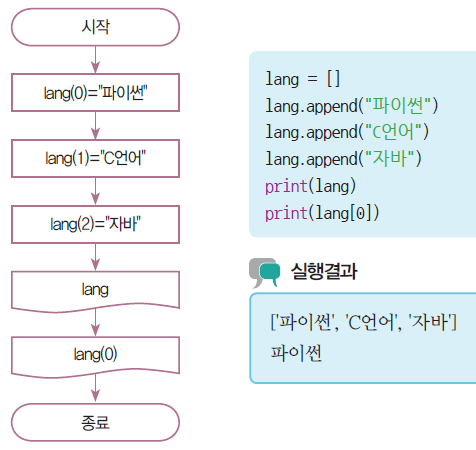 시작
lang(0)="파이썬"
lang(1)="C언어"
lang(2)="자바"
lang
lang(0)
종료
lang = []
lang.append("파이썬")
lang.append("C언어")
lang.append("자바")
print(lang)
print(lang[0])
실행결과
['파이썬', 'C언어', '자바']
파이썬